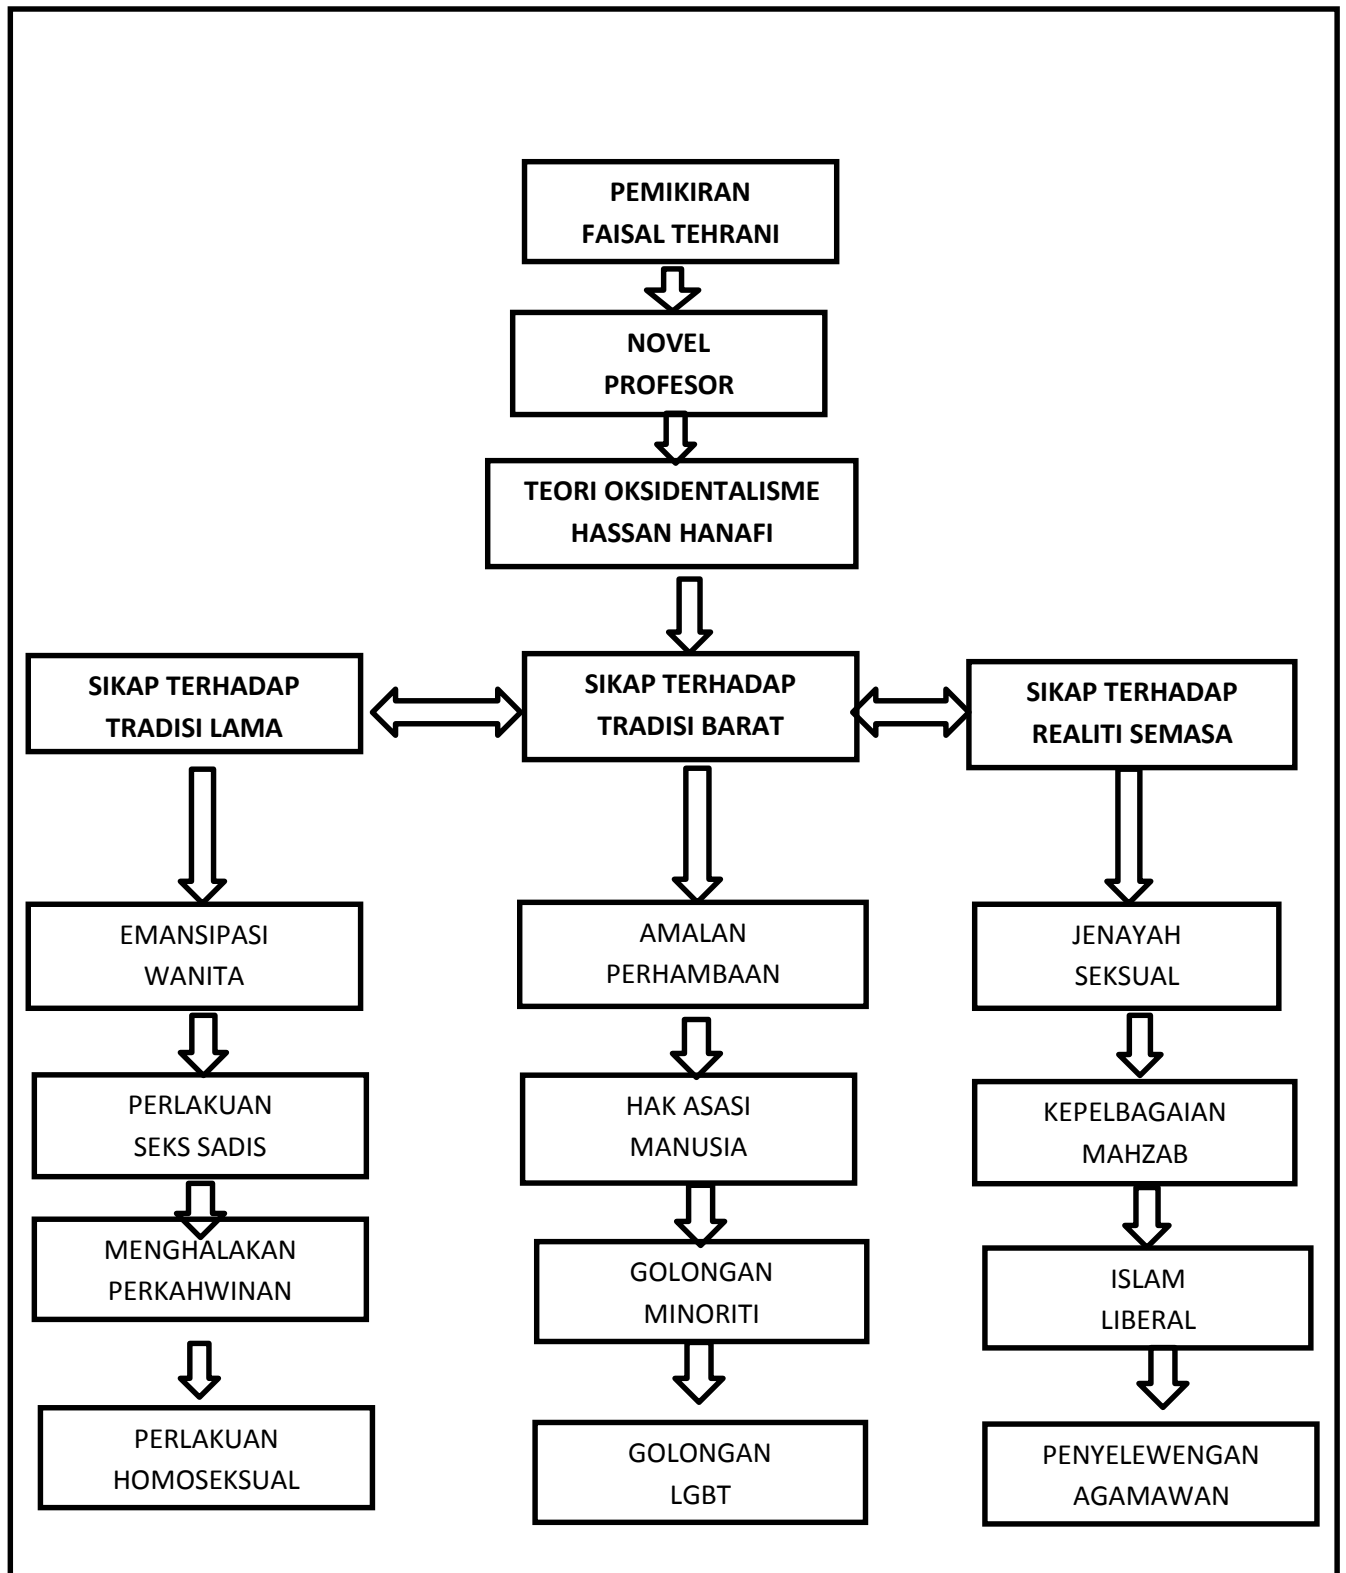 PEMIKIRAN
FAISAL TEHRANI
NOVEL
PROFESOR
TEORI OKSIDENTALISME
HASSAN HANAFI
SIKAP TERHADAP
TRADISI LAMA
SIKAP TERHADAP
TRADISI BARAT
SIKAP TERHADAP
REALITI SEMASA
EMANSIPASI
WANITA
AMALAN
PERHAMBAAN
JENAYAH
SEKSUAL
PERLAKUAN
SEKS SADIS
HAK ASASI
MANUSIA
KEPELBAGAIAN
MAHZAB
MENGHALAKAN
PERKAHWINAN
GOLONGAN
MINORITI
ISLAM
LIBERAL
PERLAKUAN
HOMOSEKSUAL
GOLONGAN
LGBT
PENYELEWENGAN
AGAMAWAN